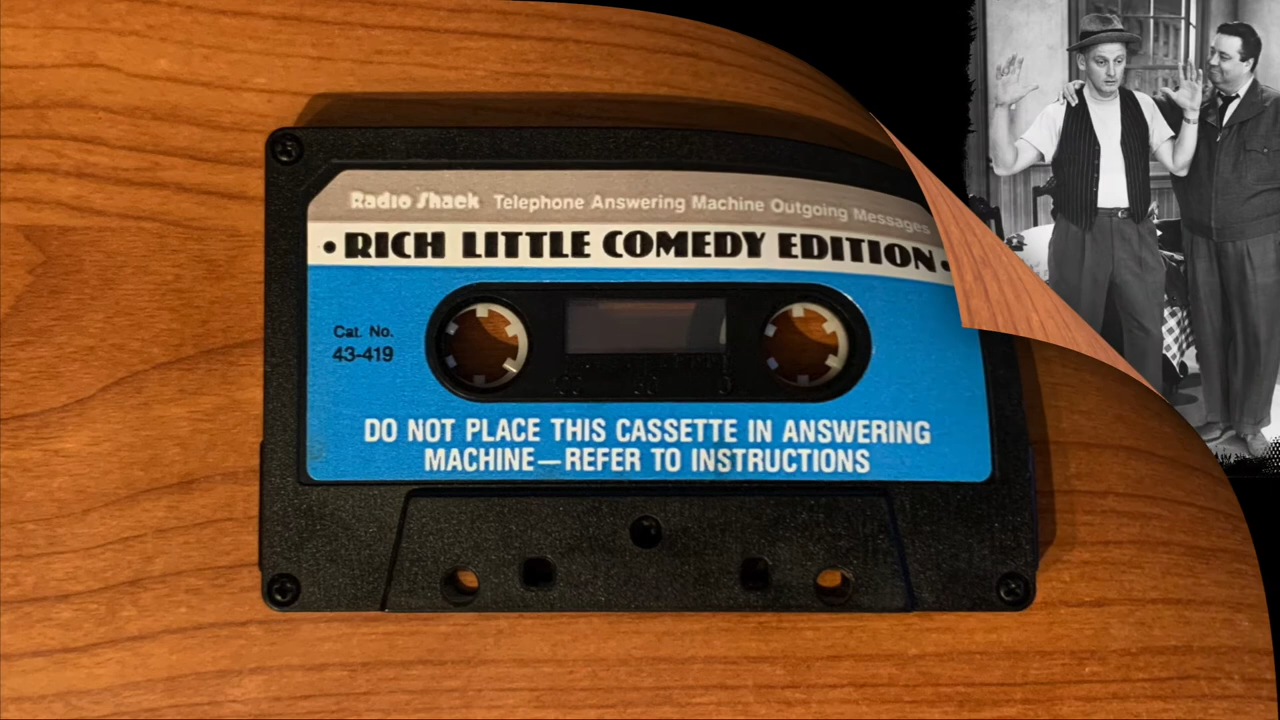 Radio Shack Telephone Answering Machine Outgoing Messages
• RICH LITTLE COMEDY EDITION •
Cat. No.
43-419
DO NOT PLACE THIS CASSETTE IN ANSWERING
MACHINE—REFER TO INSTRUCTIONS